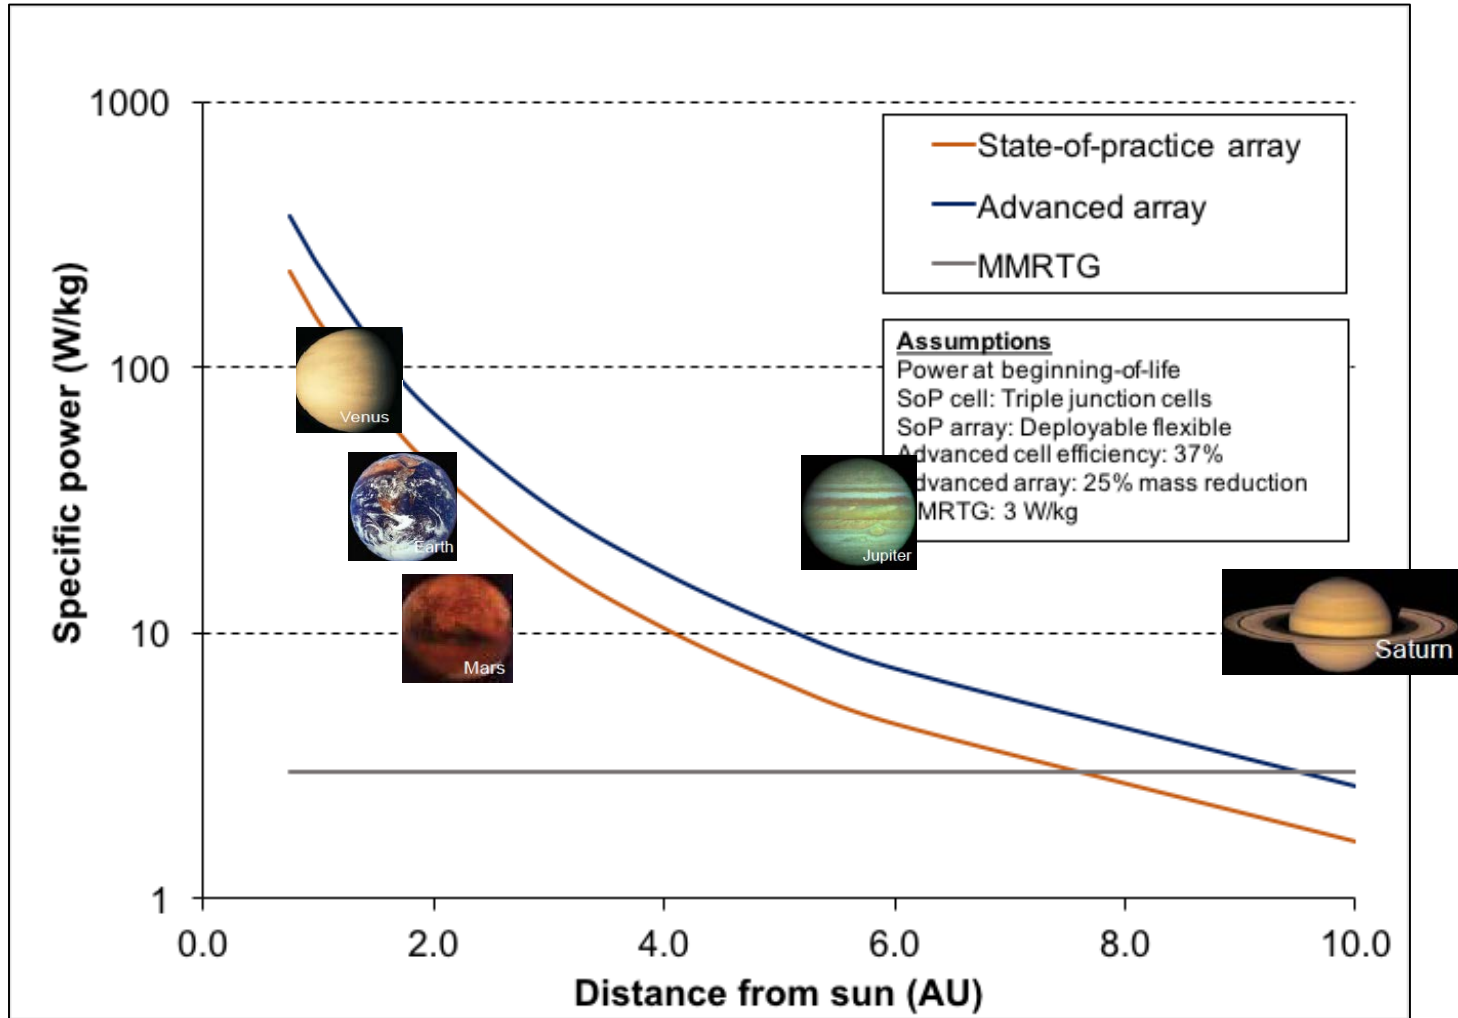 1000
100
10
1
Specific power (W/kg)
State-of-practice array
Advanced array
MMRTG
Assumptions
Power at beginning-of-life
SoP cell: Triple junction cells
SoP array: Deployable flexible
Advanced cell efficiency: 37%
dvanced array: 25% mass reduction
MRTG: 3 W/kg
Venus
Earth
Mars
Jupiter
Saturn
0.0 2.0 4.0 6.0 8.0 10.0
Distance from sun (AU)